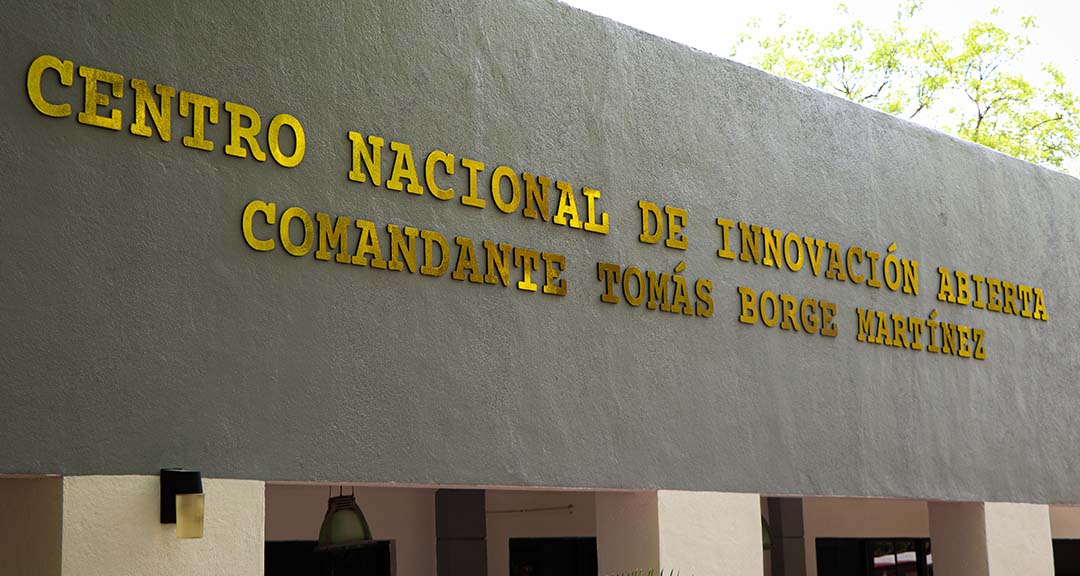 CENTRO NACIONAL DE INNOVACIÓN ABIERTA
COMANDANTE TOMÁS BORGE MARTÍNEZ